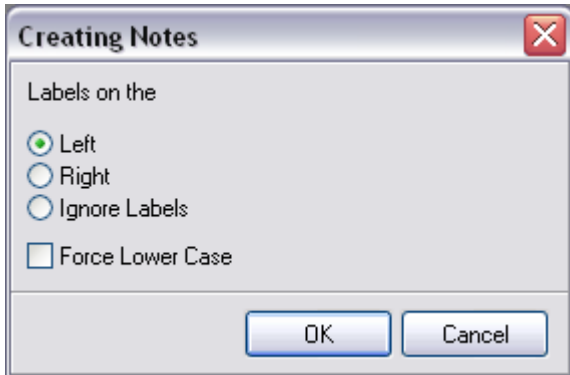 Creating Notes
Labels on the
Left
Right
Ignore Labels
Force Lower Case
OK Cancel